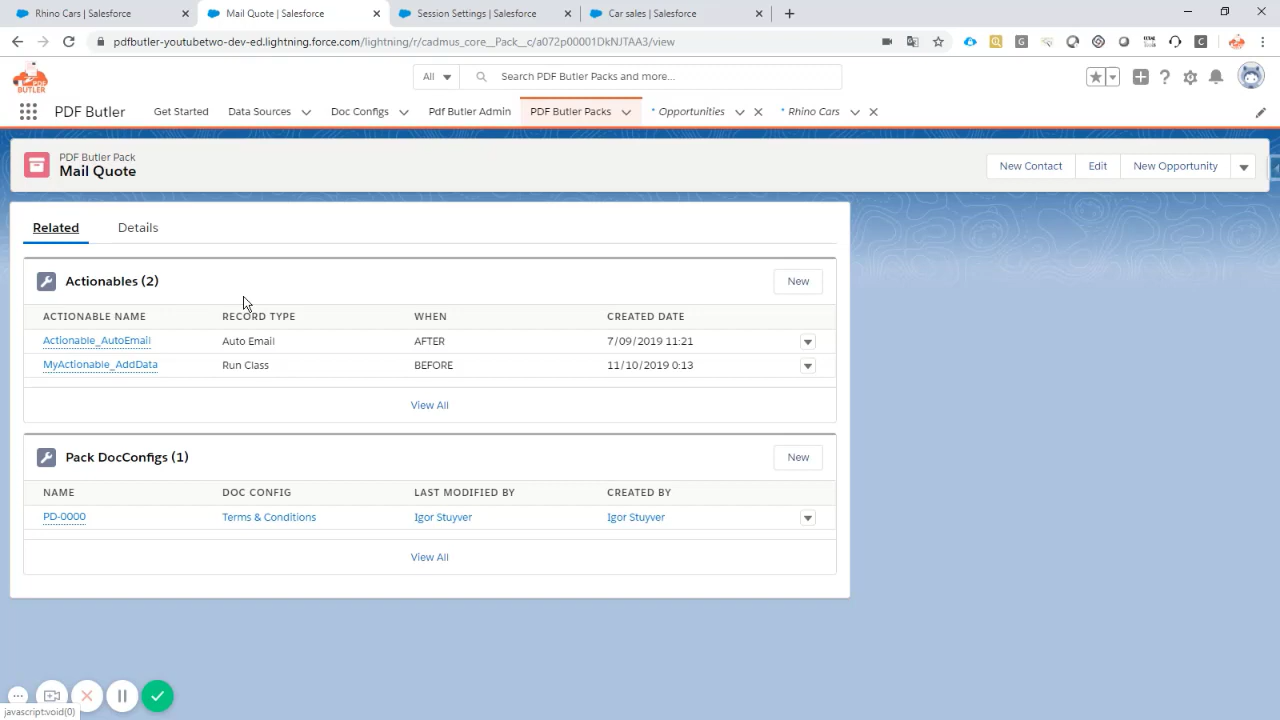 Rhino Cars | Salesforce
Mail Quote | Salesforce
Session Settings | Salesforce
Car sales | Salesforce
pdfbutler-youtubetwo-dev-ed.lightning.force.com/lightning/r/cadmus_core__Pack__c/a072p00001DkNJTAA3/view
PDF BUTLER
All
Search PDF Butler Packs and more...
PDF Butler
Get Started
Data Sources
Doc Configs
Pdf Butler Admin
PDF Butler Packs
* Opportunities
* Rhino Cars
PDF Butler Pack
Mail Quote
New Contact
Edit
New Opportunity
Related
Details
Actionables (2)
New
ACTIONABLE NAME RECORD TYPE WHEN CREATED DATE
Actionable_AutoEmail Auto Email AFTER 7/09/2019 11:21
MyActionable_AddData Run Class BEFORE 11/10/2019 0:13
View All
Pack DocConfigs (1)
New
NAME DOC CONFIG LAST MODIFIED BY CREATED BY
PD-0000 Terms & Conditions Igor Stuyver Igor Stuyver
View All
javascript:void(0)